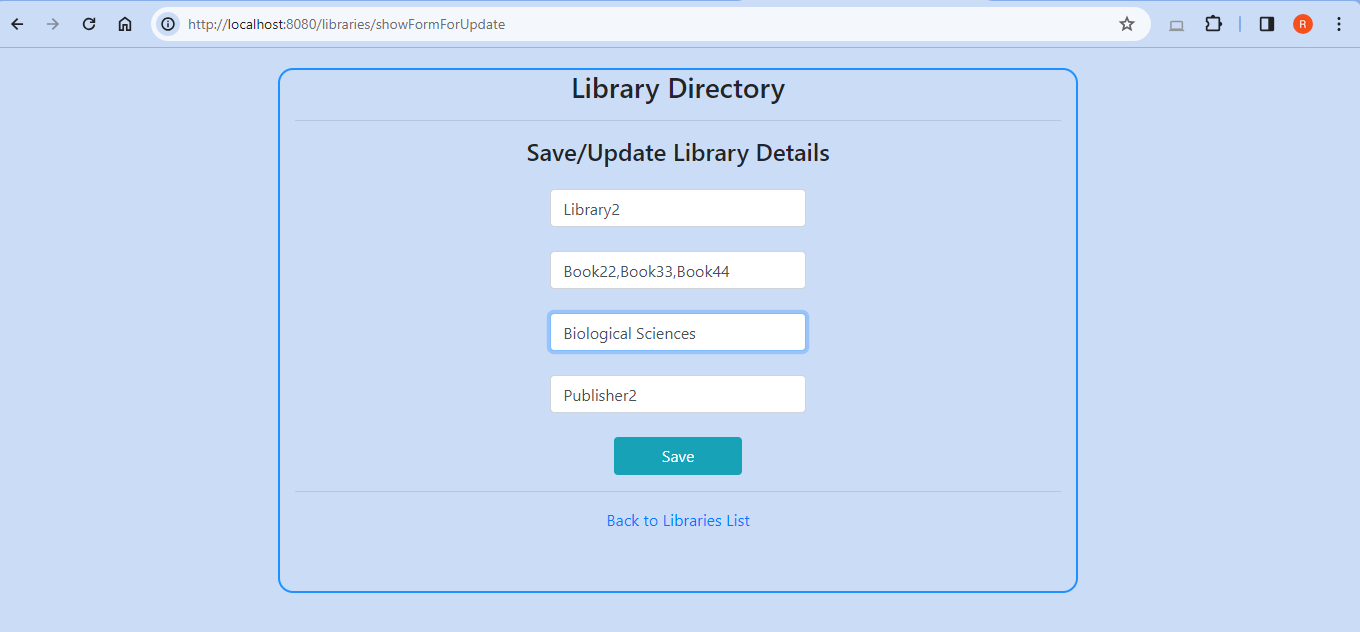 http://localhost:8080/libraries/showFormForUpdate
R
Library Directory
Save/Update Library Details
Library2
Book22,Book33,Book44
Biological Sciences
Publisher2
Save
Back to Libraries List